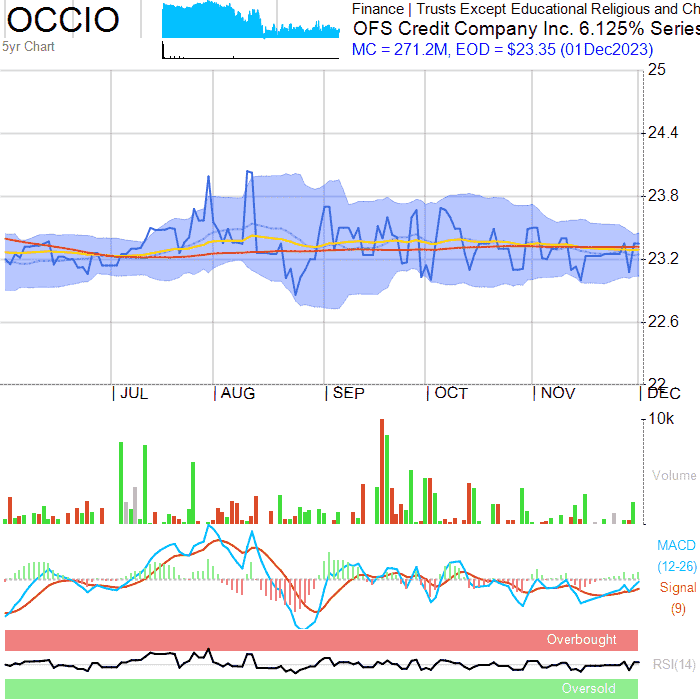 OCCIO
5yr Chart
Finance | Trusts Except Educational Religious and Ch
OFS Credit Company Inc. 6.125% Series
MC = 271.2M, EOD = $23.35 (01Dec2023)
25
24.4
23.8
23.2
22.6
22
| JUL | AUG | SEP | OCT | NOV | DEC
10k
Volume
MACD
(12-26)
Signal
(9)
Overbought
RSI(14)
Oversold